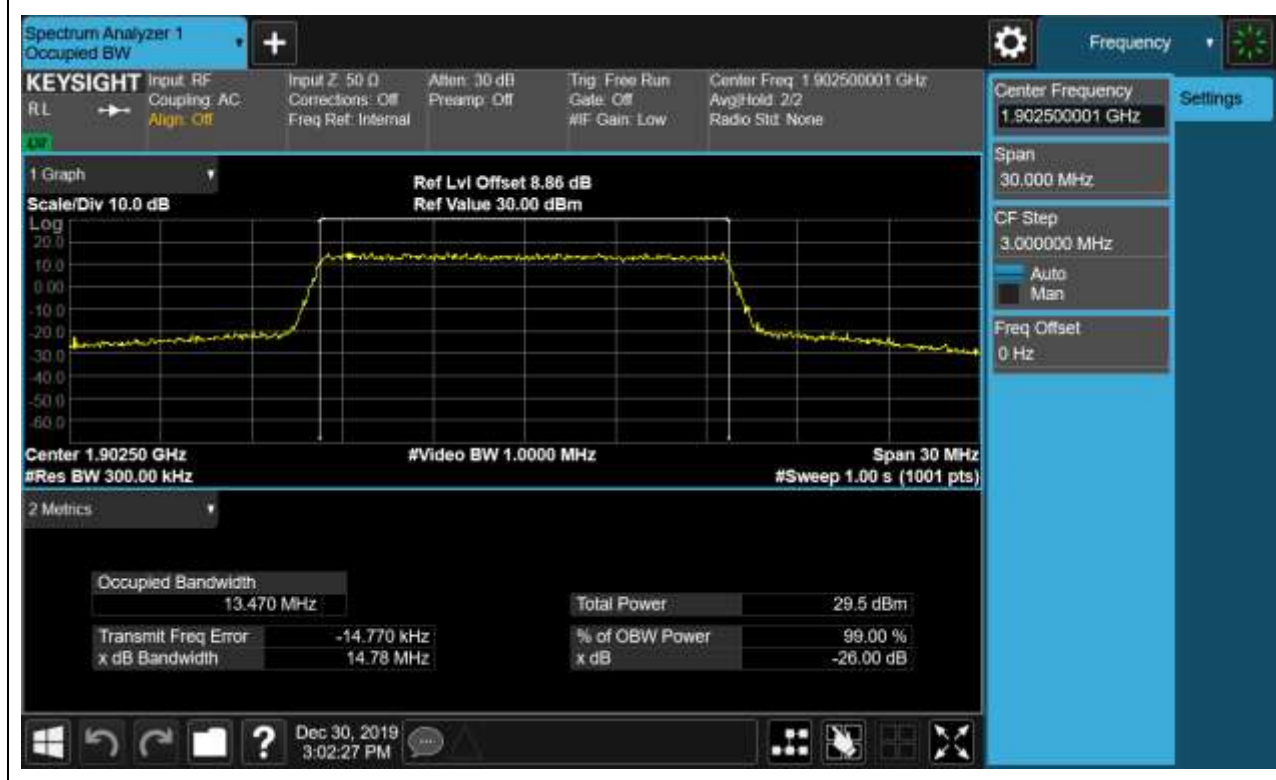 Spectrum Analyzer 1
Occupied BW
+
Frequency
KEYSIGHT
RL
Input: RF
Coupling: AC
Align: Off
Input Z: 50 Ω
Corrections: Off
Freq Ref: Internal
Atten: 30 dB
Preamp: Off
Trig: Free Run
Gate: Off
#IF Gain: Low
Center Freq: 1.902500001 GHz
Avg|Hold: 2/2
Radio Std: None
Center Frequency
1.902500001 GHz
Settings
Span
30.000 MHz
CF Step
3.000000 MHz
Auto
Man
Freq Offset
0 Hz
1 Graph
Scale/Div 10.0 dB
Ref Lvl Offset 8.86 dB
Ref Value 30.00 dBm
Log
20.0
10.0
0.00
-10.0
-20.0
-30.0
-40.0
-50.0
-60.0
Center 1.90250 GHz
#Video BW 1.0000 MHz
Span 30 MHz
#Res BW 300.00 kHz
#Sweep 1.00 s (1001 pts)
2 Metrics
Occupied Bandwidth
13.470 MHz
Total Power 29.5 dBm
Transmit Freq Error -14.770 kHz
% of OBW Power 99.00 %
x dB Bandwidth 14.78 MHz
x dB -26.00 dB
?
Dec 30, 2019
3:02:27 PM